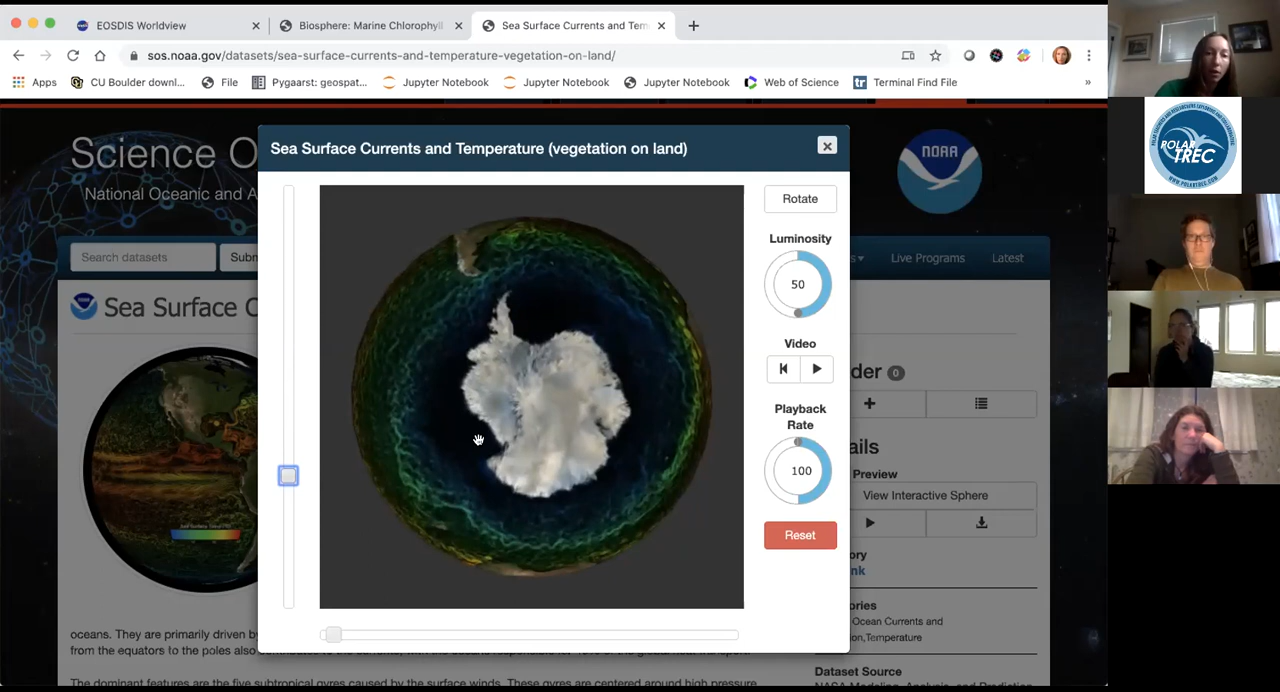 EOSDIS Worldview
Biosphere: Marine Chlorophyll
Sea Surface Currents and Tem
sos.noaa.gov/datasets/sea-surface-currents-and-temperature-vegetation-on-land/
Apps
CU Boulder downl...
File
Pygaarst: geospat...
Jupyter Notebook
Jupyter Notebook
Jupyter Notebook
Web of Science
tr
Terminal Find File
»
Science O
National Oceanic and A
NOAA
Search datasets
Subm
s
Live Programs
Latest
Sea Surface C
Sea Surface Currents and Temperature (vegetation on land)
×
Rotate
Luminosity
50
Video
Playback
Rate
100
Reset
der 0
ails
Preview
View Interactive Sphere
ory
nk
ories
Ocean Currents and
ion,Temperature
Dataset Source
oceans. They are primarily driven by
from the equators to the poles also
The dominant features are the five subtropical gyres caused by the surface winds. These gyres are centered around high pressure
POLAR
TREC
WWW.POLARTREC.COM